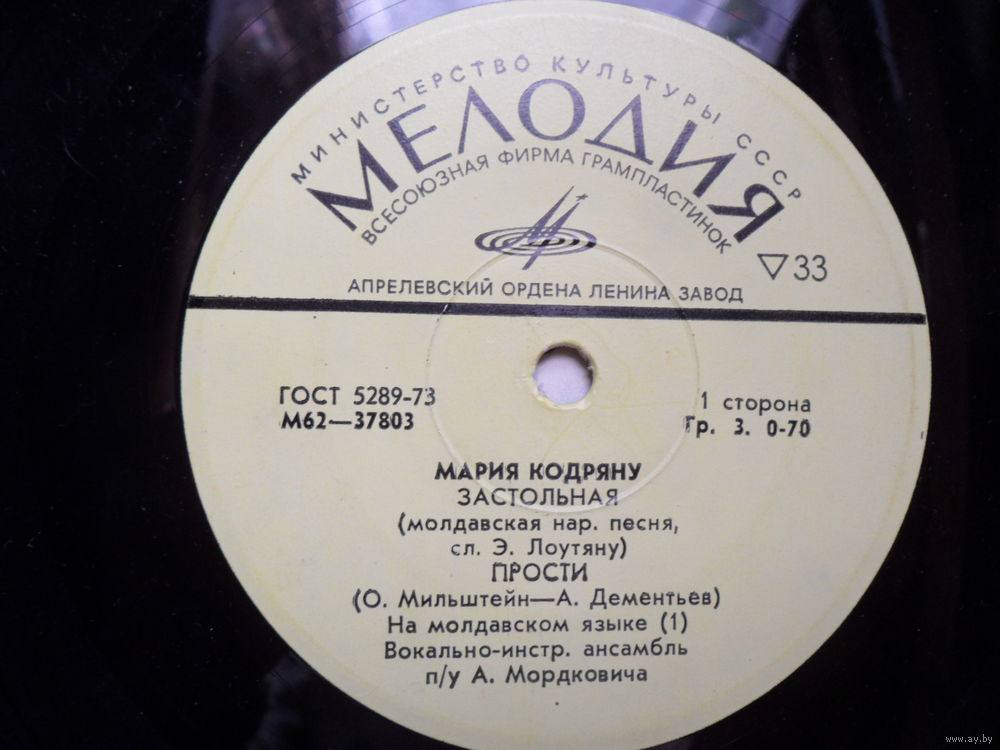 МИНИСТЕРСТВО КУЛЬТУРЫ СССР
МЕЛОДИЯ
ВСЕСОЮЗНАЯ ФИРМА ГРАМПЛАСТИНОК
▽33
АПРЕЛЕВСКИЙ ОРДЕНА ЛЕНИНА ЗАВОД
ГОСТ 5289-73
М62—37803
1 сторона
Гр. 3. 0-70
МАРИЯ КОДРЯНУ
ЗАСТОЛЬНАЯ
(молдавская нар. песня,
сл. Э. Лоутяну)
ПРОСТИ
(О. Мильштейн—А. Дементьев)
На молдавском языке (1)
Вокально-инстр. ансамбль
п/у А. Мордковича
www.ay.by